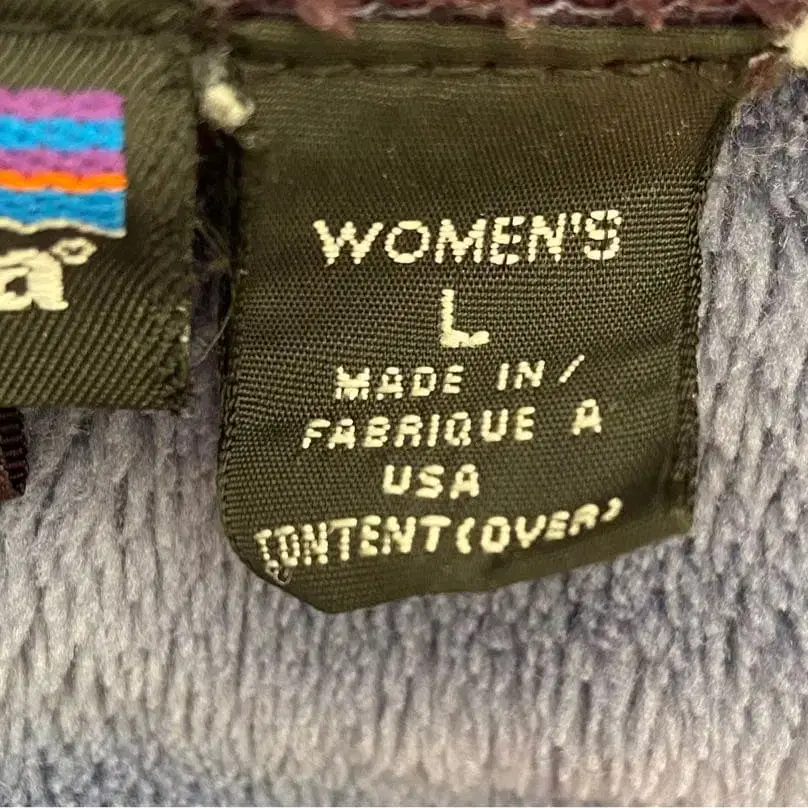 a®
WOMEN'S
L
MADE IN/
FABRIQUE A
USA
CONTENT(OVER)